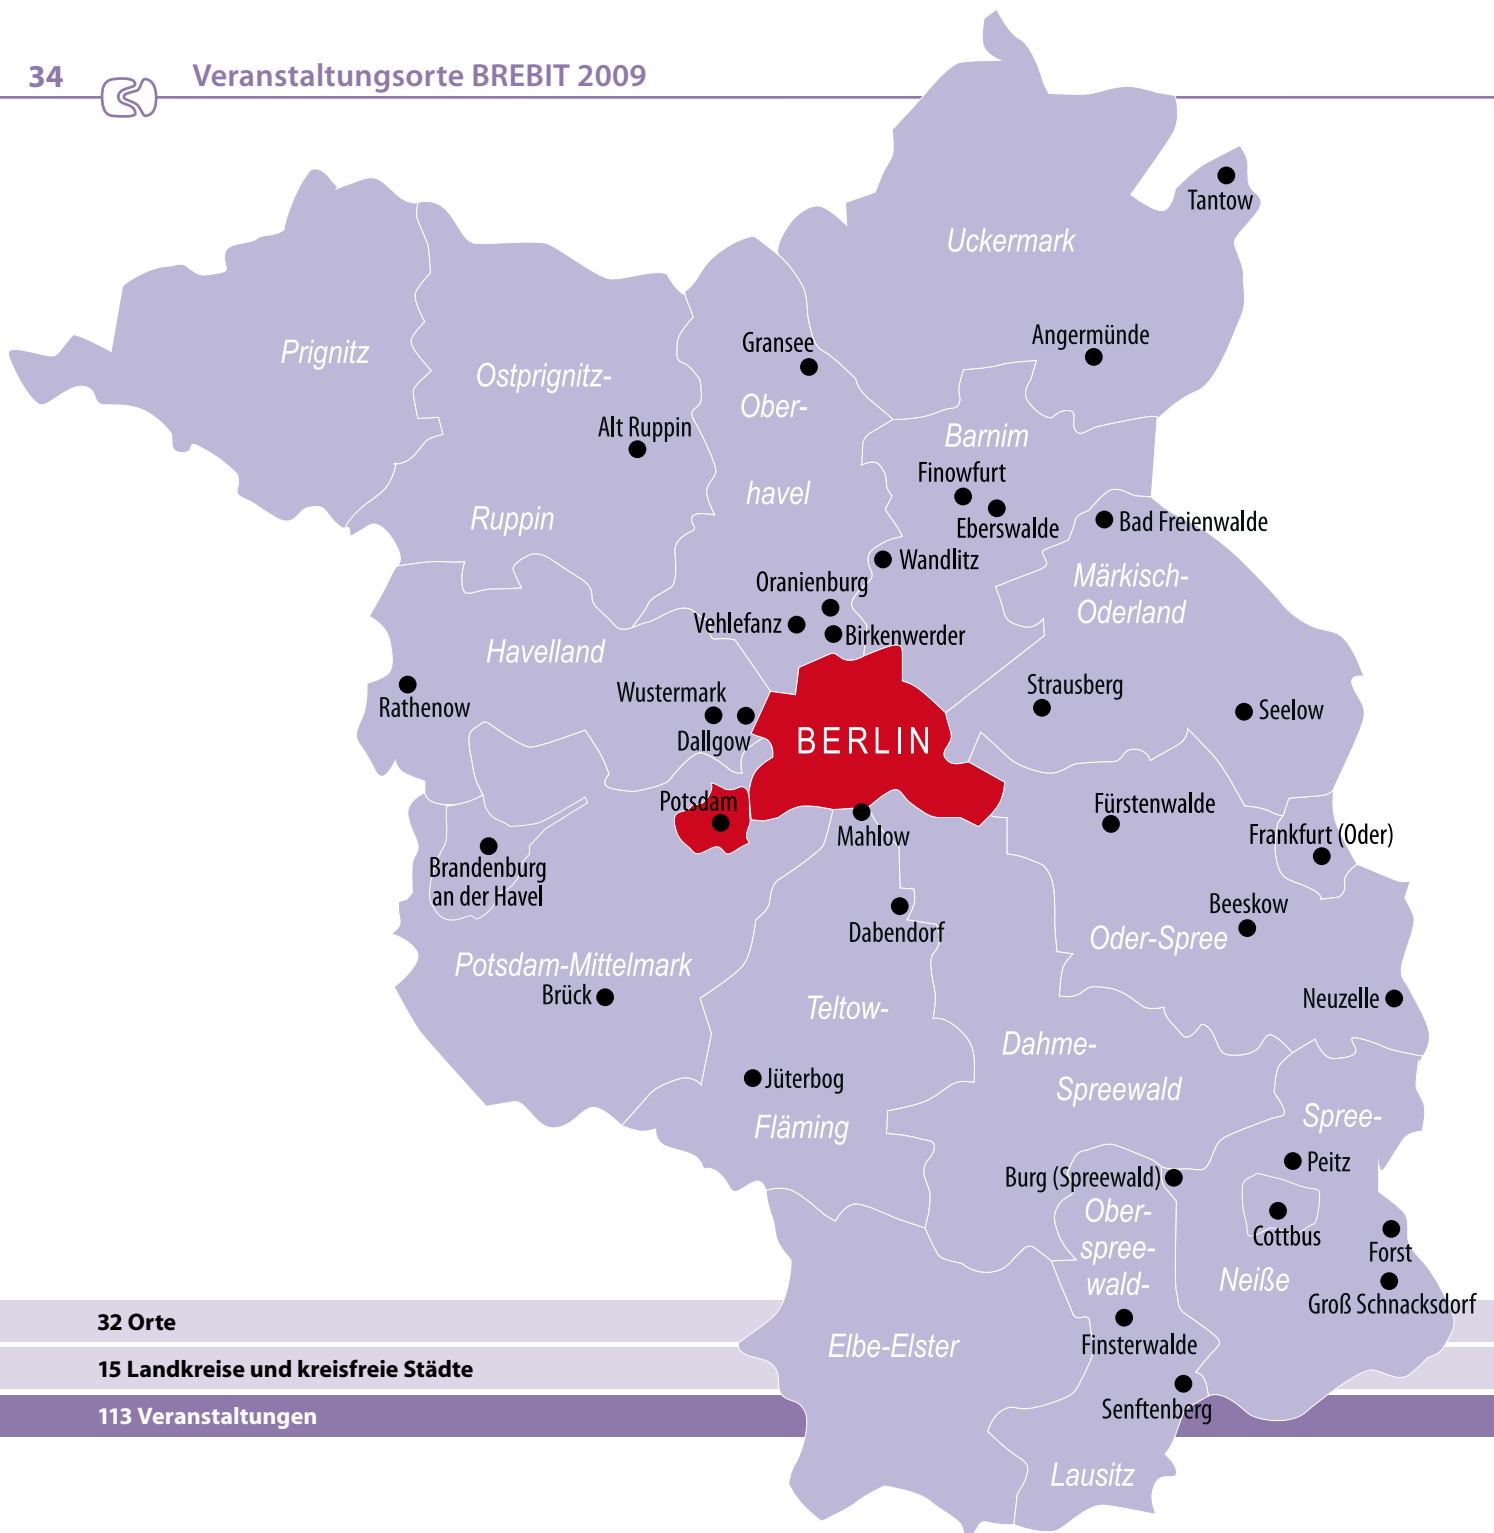 34
Veranstaltungsorte BREBIT 2009
Tantow
Uckermark
Angermünde
Gransee
Prignitz
Ostprignitz-
Ober-
Alt Ruppin
Barnim
Finowfurt
havel
Ruppin
Eberswalde
Bad Freienwalde
Wandlitz
Oranienburg
Märkisch-
Oderland
Vehlefanz
Birkenwerder
Havelland
Wustermark
Strausberg
Rathenow
Seelow
Dallgow
BERLIN
Potsdam
Fürstenwalde
Mahlow
Frankfurt (Oder)
Brandenburg
an der Havel
Beeskow
Dabendorf
Oder-Spree
Potsdam-Mittelmark
Brück
Neuzelle
Teltow-
Dahme-
Jüterbog
Spreewald
Spree-
Fläming
Peitz
Burg (Spreewald)
Ober-
spree-
wald-
Cottbus
Forst
Neiße
Groß Schnacksdorf
32 Orte
Elbe-Elster
Finsterwalde
15 Landkreise und kreisfreie Städte
Senftenberg
113 Veranstaltungen
Lausitz